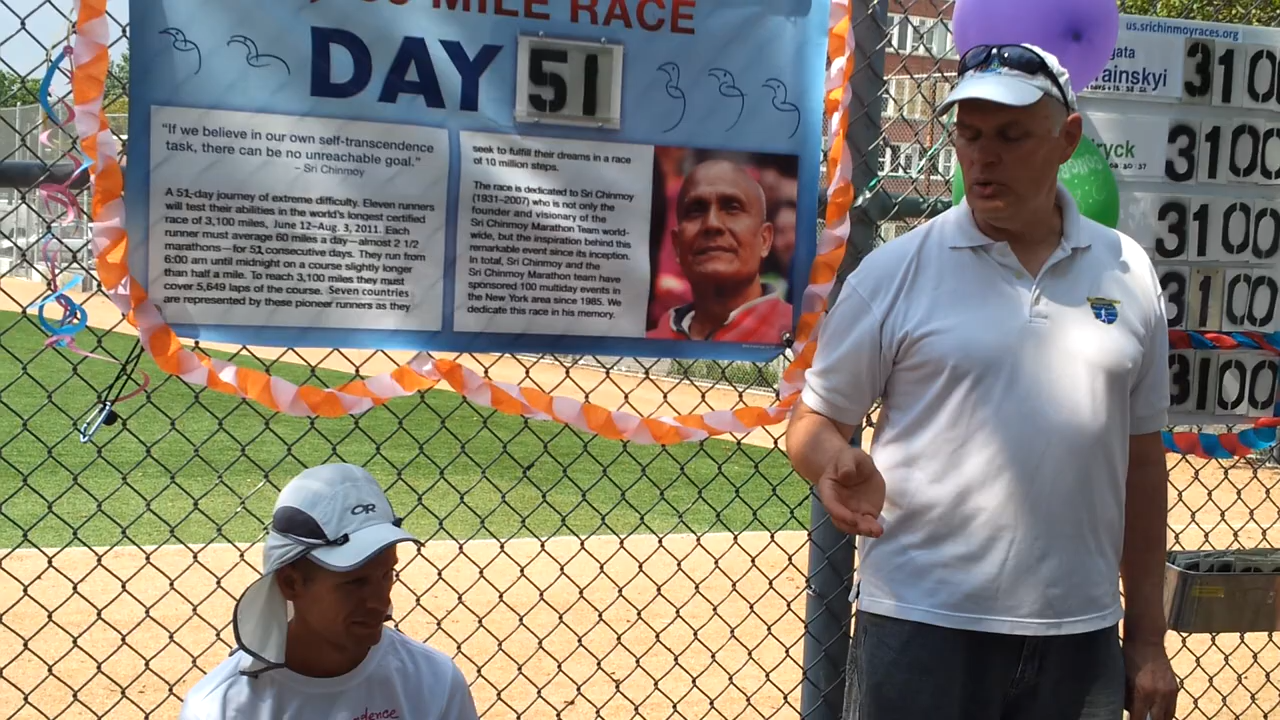 MILE RACE
DAY 51
"If we believe in our own self-transcendence
task, there can be no unreachable goal."
~ Sri Chinmoy
A 51-day journey of extreme difficulty. Eleven runners
will test their abilities in the world's longest certified
race of 3,100 miles, June 12–Aug. 3, 2011. Each
runner must average 60 miles a day—almost 2 1/2
marathons—for 51 consecutive days. They run from
6:00 am until midnight on a course slightly longer
than half a mile. To reach 3,100 miles they must
cover 5,649 laps of the course. Seven countries
are represented by these pioneer runners as they
seek to fulfill their dreams in a race
of 10 million steps.
The race is dedicated to Sri Chinmoy
(1931–2007) who is not only the
founder and visionary of the
Sri Chinmoy Marathon Team world-
wide, but the inspiration behind this
remarkable event since its inception.
In total, Sri Chinmoy and the
Sri Chinmoy Marathon team have
sponsored 100 multiday events in
the New York area since 1985. We
dedicate this race in his memory.
us.srichinmoyraces.org
gata
rainskyi 310
ryck 3100
3100
3100
3100
OR
dence